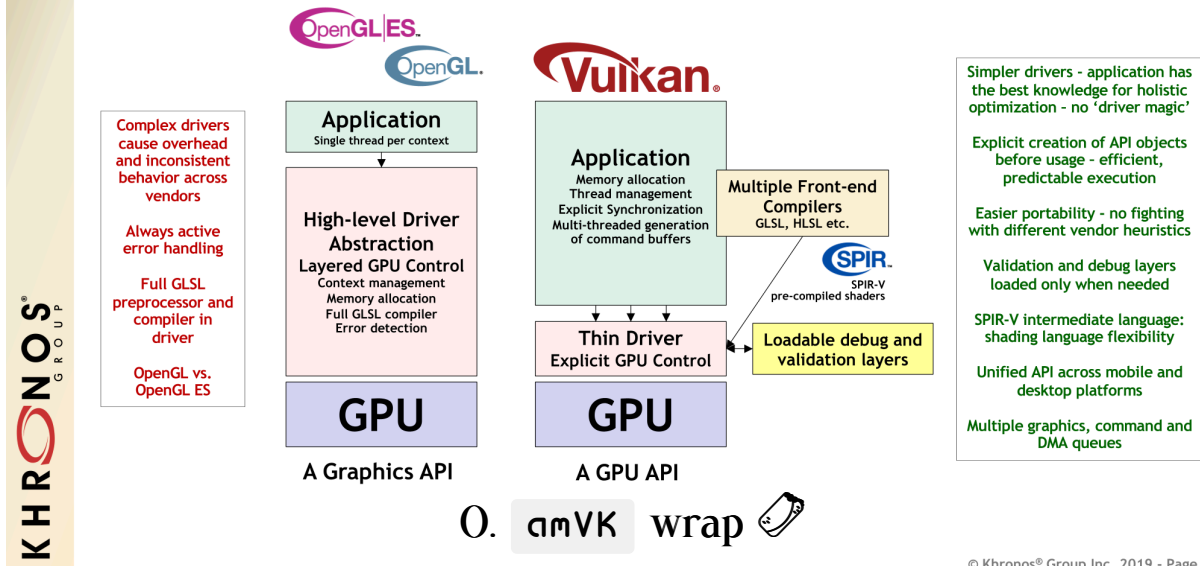 KHRONOS®
GROUP
OpenGL|ES™
OpenGL.
Complex drivers
cause overhead
and inconsistent
behavior across
vendors
Always active
error handling
Full GLSL
preprocessor and
compiler in
driver
OpenGL vs.
OpenGL ES
Application
Single thread per context
High-level Driver
Abstraction
Layered GPU Control
Context management
Memory allocation
Full GLSL compiler
Error detection
GPU
A Graphics API
Vulkan®
Application
Memory allocation
Thread management
Explicit Synchronization
Multi-threaded generation
of command buffers
Multiple Front-end
Compilers
GLSL, HLSL etc.
SPIR™
SPIR-V
pre-compiled shaders
Thin Driver
Explicit GPU Control
Loadable debug and
validation layers
GPU
A GPU API
Simpler drivers - application has
the best knowledge for holistic
optimization – no ‘driver magic’
Explicit creation of API objects
before usage – efficient,
predictable execution
Easier portability - no fighting
with different vendor heuristics
Validation and debug layers
loaded only when needed
SPIR-V intermediate language:
shading language flexibility
Unified API across mobile and
desktop platforms
Multiple graphics, command and
DMA queues
0. amVK wrap
© Khronos® Group Inc. 2019 - Page